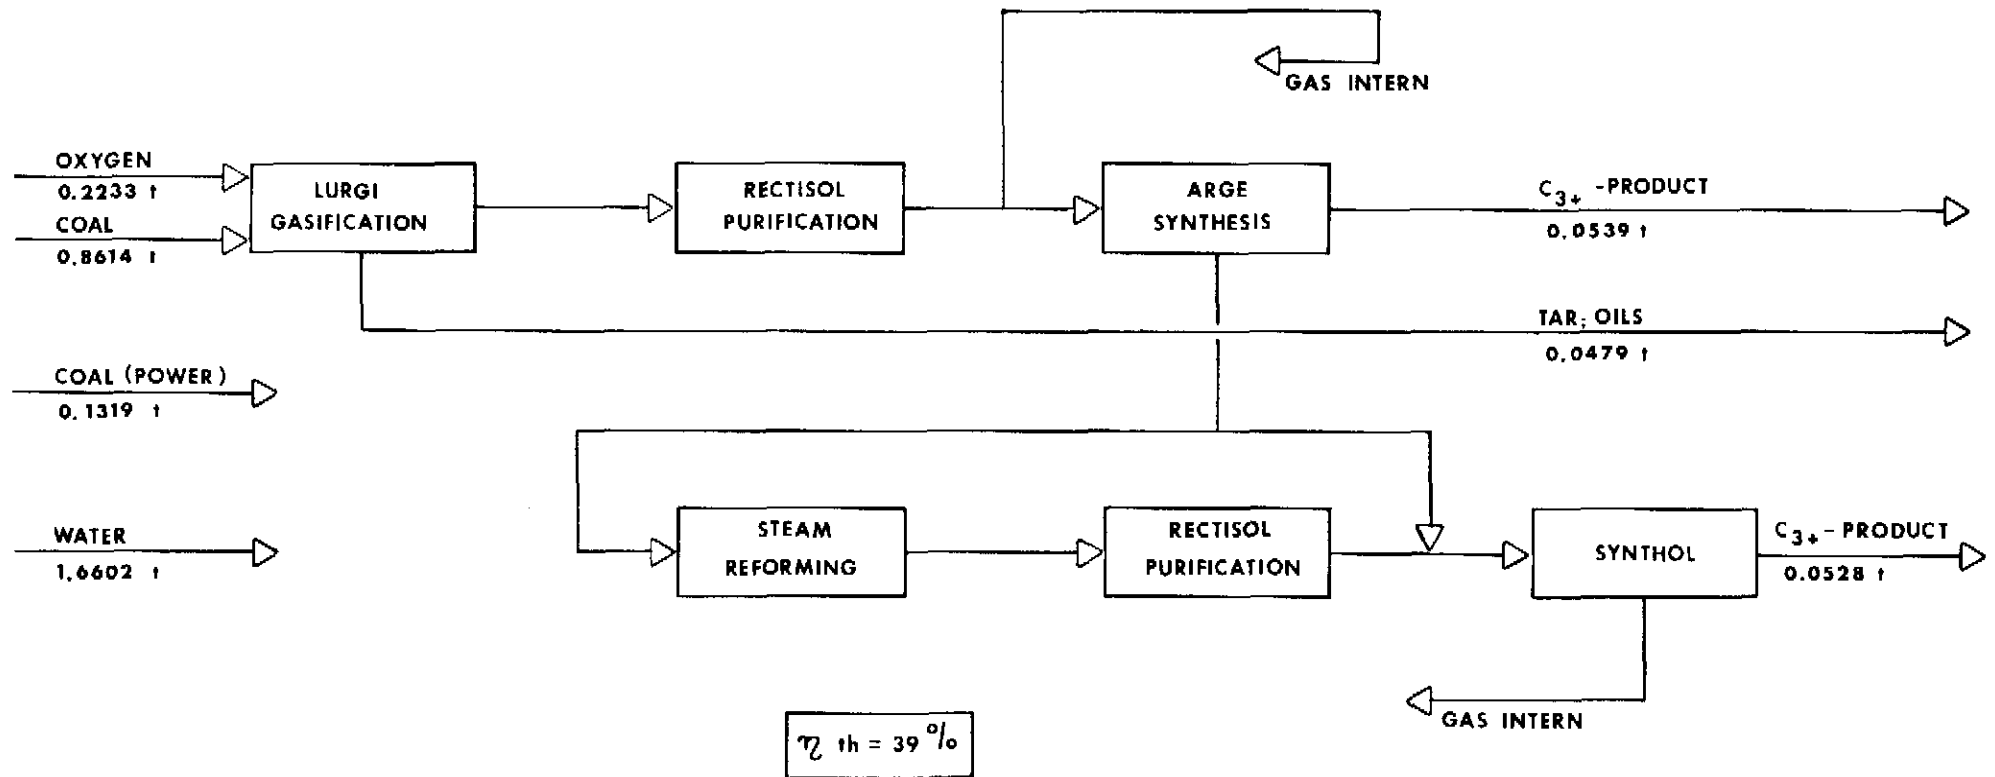 GAS INTERN
OXYGEN
0.2233 t
COAL
0.8614 t
LURGI
GASIFICATION
RECTISOL
PURIFICATION
ARGE
SYNTHESIS
C3+ -PRODUCT
0.0539 t
TAR; OILS
0.0479 t
COAL (POWER)
0.1319 t
WATER
1.6602 t
STEAM
REFORMING
RECTISOL
PURIFICATION
SYNTHOL
C3+ -PRODUCT
0.0528 t
GAS INTERN
η th = 39 %